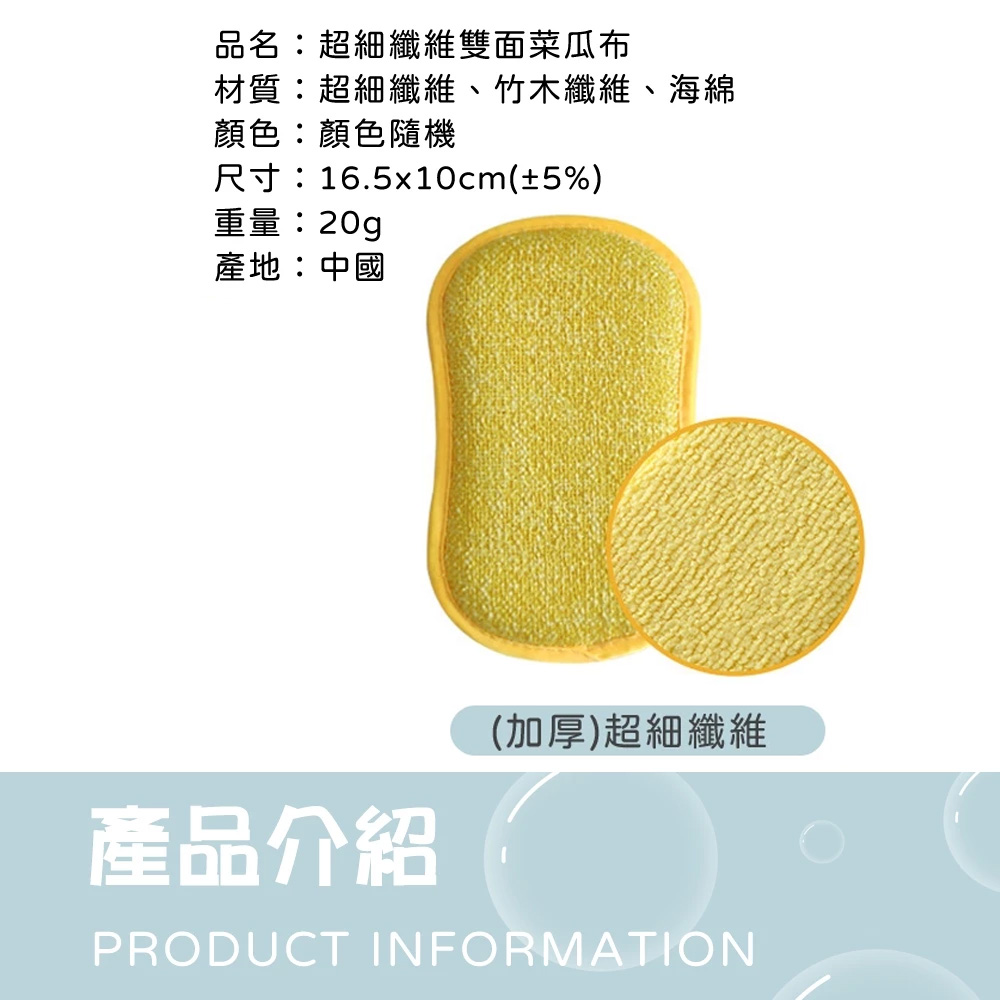 品名：超細纖維雙面菜瓜布
材質：超細纖維、竹木纖維、海綿
顏色：顏色隨機
尺寸：16.5x10cm(±5%)
重量：20g
產地：中國
(加厚)超細纖維
產品介紹
PRODUCT INFORMATION